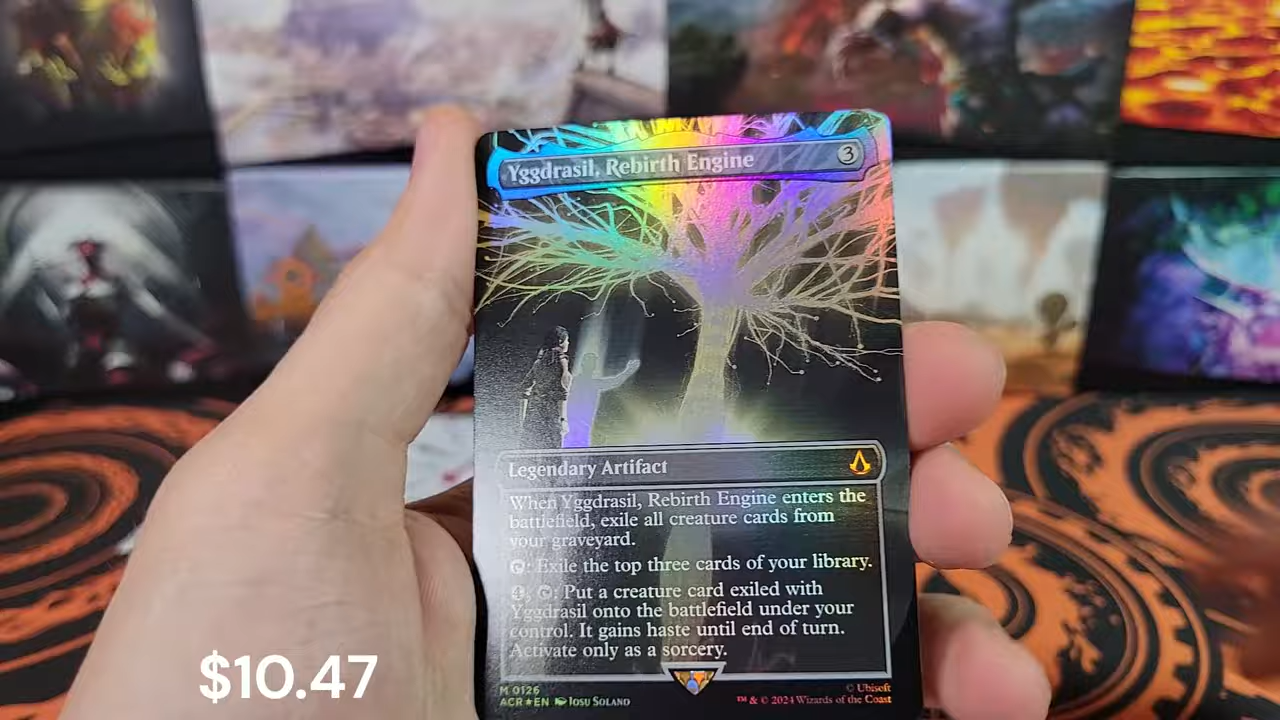 Yggdrasil, Rebirth Engine 3
Legendary Artifact
When Yggdrasil, Rebirth Engine enters the
battlefield, exile all creature cards from
your graveyard.
: Exile the top three cards of your library.
4, : Put a creature card exiled with
Yggdrasil onto the battlefield under your
control. It gains haste until end of turn.
Activate only as a sorcery.
M 0126
ACR★EN Iosu Solano
© Ubisoft
™ & © 2024 Wizards of the Coast
$10.47